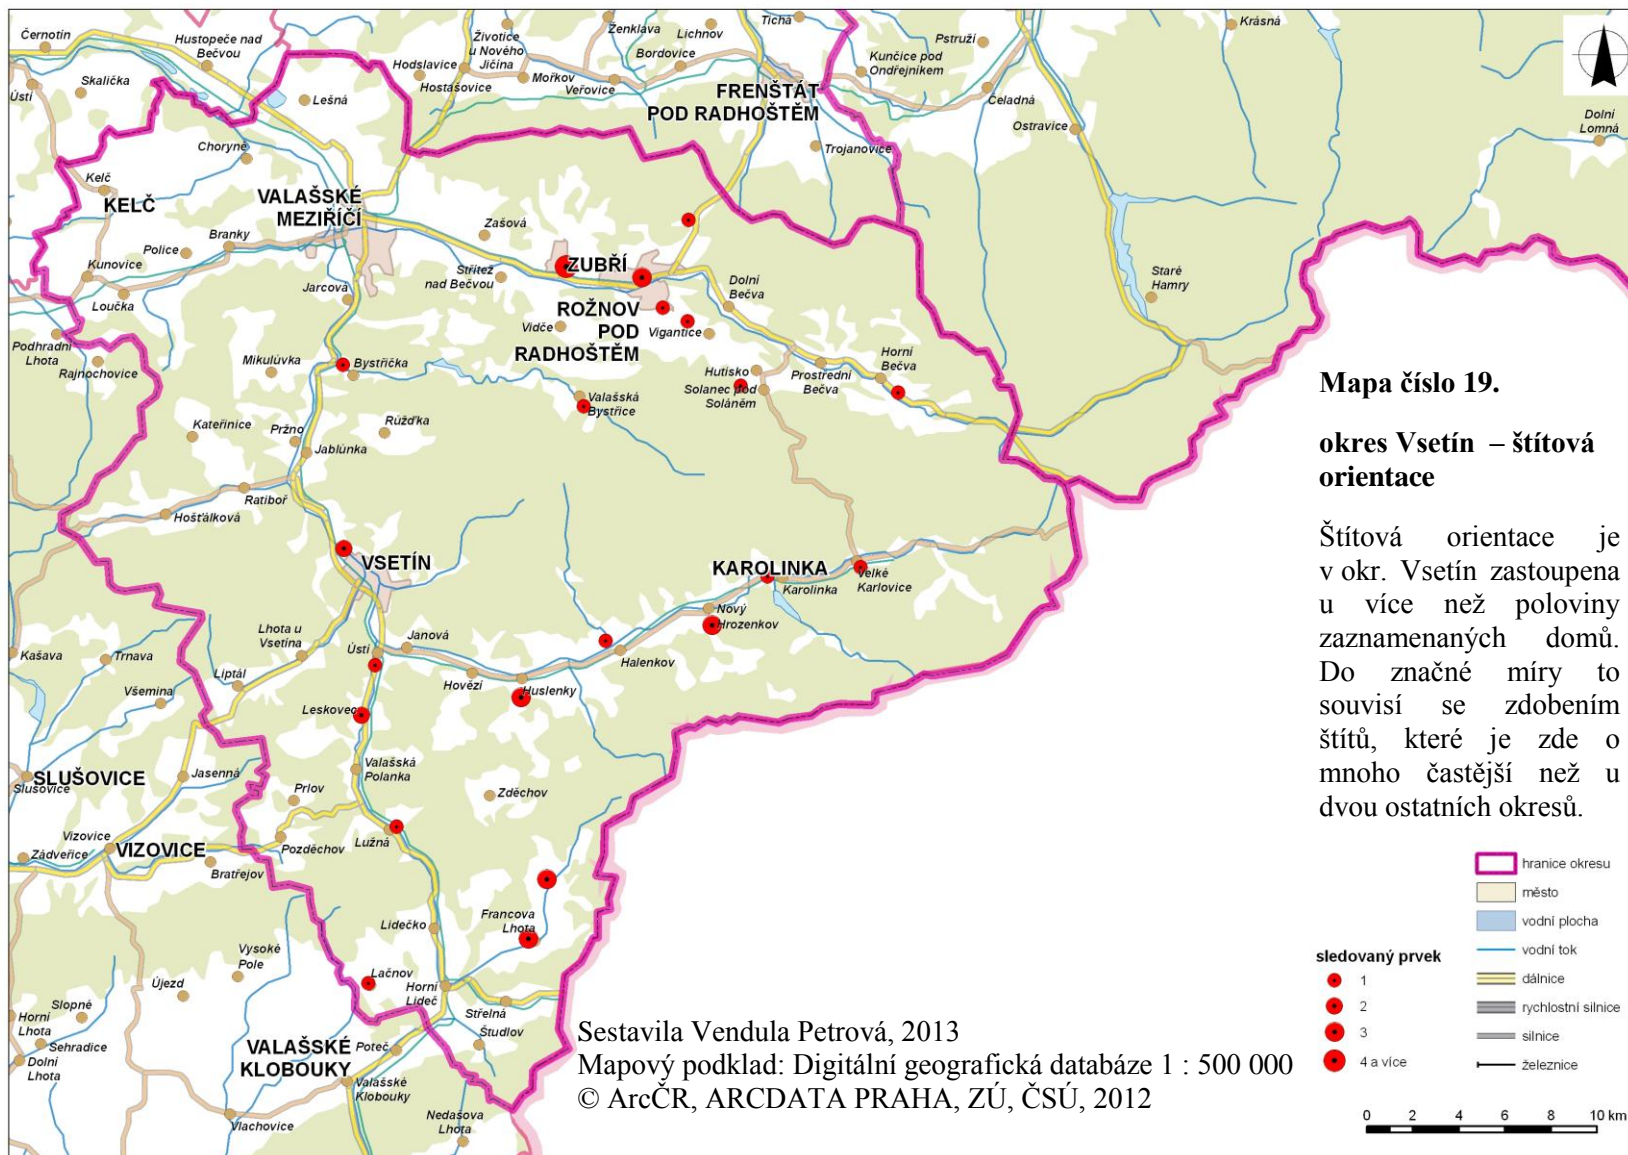 Černotín
Hustopeče nad
Bečvou
Skalička
Ústí
Lešná
Choryně
Hodslavice
Hostašovice
Životice
u Nového
Jičína
Mořkov
Veřovice
Ženklava
Bordovice
Lichnov
Tichá
Kunčice pod
Ondřejníkem
Pstruží
Čeladná
Krásná
Ostravice
Dolní
Lomná
FRENŠTÁT
POD RADHOŠTĚM
Trojanovice
Kelč
KELČ
VALAŠSKÉ
MEZIŘÍČÍ
Police
Branky
Kunovice
Loučka
Jarcová
Zašová
Střítež
nad Bečvou
ZUBŘÍ
ROŽNOV
POD
RADHOŠTĚM
Vidče
Vigantice
Dolní
Bečva
Hutisko
Solanec pod
Soláněm
Prostřední
Bečva
Horní
Bečva
Staré
Hamry
Podhradní
Lhota
Rajnochovice
Mikulůvka
Bystřička
Valašská
Bystřice
Kateřinice
Pržno
Růžďka
Jablůnka
Ratiboř
Hošťálková
VSETÍN
KAROLINKA
Karolinka
Velké
Karlovice
Nový
Hrozenkov
Lhota u
Vsetína
Ústí
Janová
Halenkov
Hovězí
Huslenky
Kašava
Trnava
Liptál
Všemina
Leskovec
SLUŠOVICE
Slušovice
Jasenná
Valašská
Polanka
Prlov
Zděchov
Vizovice
VIZOVICE
Zádveřice
Bratřejov
Pozděchov
Lužná
Lidečko
Francova
Lhota
Vysoké
Pole
Újezd
Slopné
Lačnov
Horní
Lideč
Střelná
Študlov
Horní
Lhota
Sehradice
Dolní
Lhota
VALAŠSKÉ
KLOBOUKY
Poteč
Valašské
Klobouky
Vlachovice
Nedašova
Lhota
Mapa číslo 19.
okres Vsetín – štítová
orientace
Štítová orientace je
v okr. Vsetín zastoupena
u více než poloviny
zaznamenaných domů.
Do značné míry to
souvisí se zdobením
štítů, které je zde o
mnoho častější než u
dvou ostatních okresů.
hranice okresu
město
vodní plocha
vodní tok
dálnice
rychlostní silnice
silnice
železnice
sledovaný prvek
1
2
3
4 a více
0 2 4 6 8 10 km
Sestavila Vendula Petrová, 2013
Mapový podklad: Digitální geografická databáze 1 : 500 000
© ArcČR, ARCDATA PRAHA, ZÚ, ČSÚ, 2012